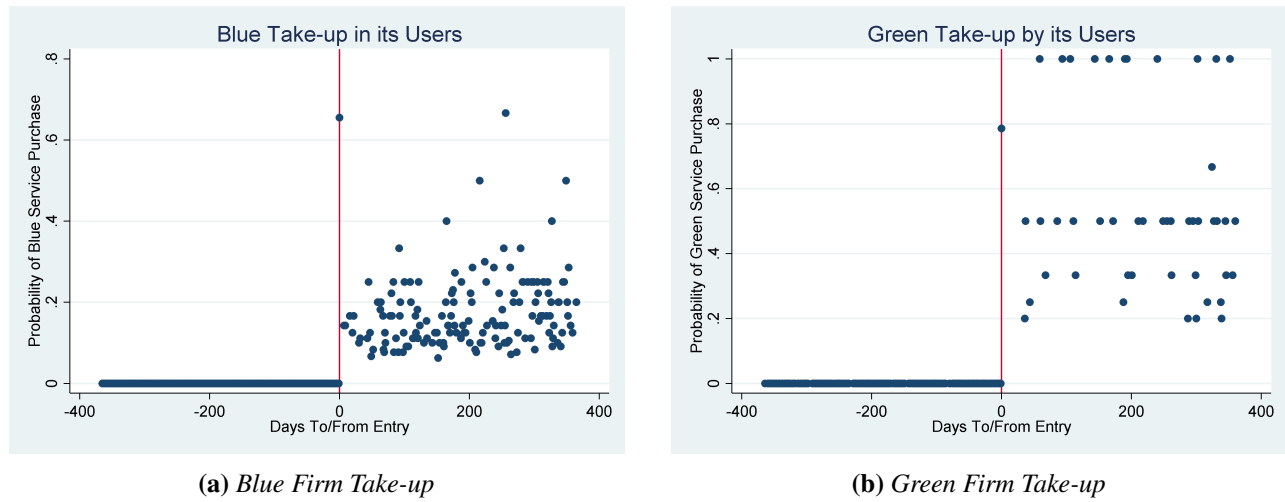 Blue Take-up in its Users
Probability of Blue Service Purchase
.8
.6
.4
.2
0
-400
-200
0
200
400
Days To/From Entry
(a) Blue Firm Take-up
Green Take-up by its Users
Probability of Green Service Purchase
1
.8
.6
.4
.2
0
-400
-200
0
200
400
Days To/From Entry
(b) Green Firm Take-up